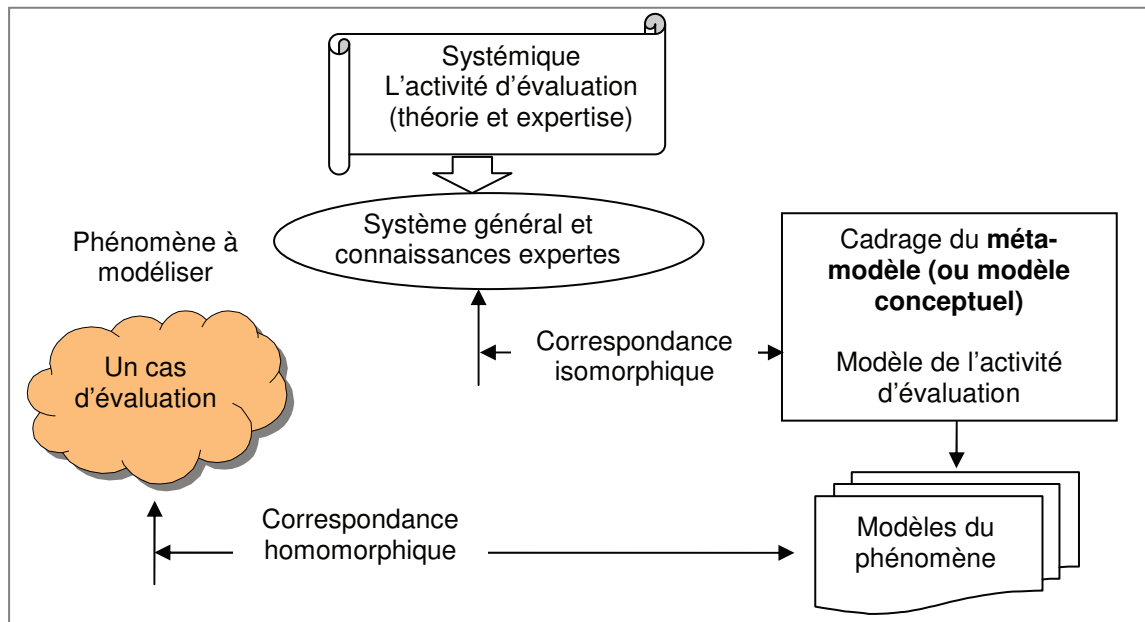 Systémique
L’activité d’évaluation
(théorie et expertise)
Système général et
connaissances expertes
Phénomène à
modéliser
Cadrage du méta-
modèle (ou modèle
conceptuel)
Modèle de l’activité
d’évaluation
Correspondance
isomorphique
Un cas
d’évaluation
Correspondance
homomorphique
Modèles du
phénomène